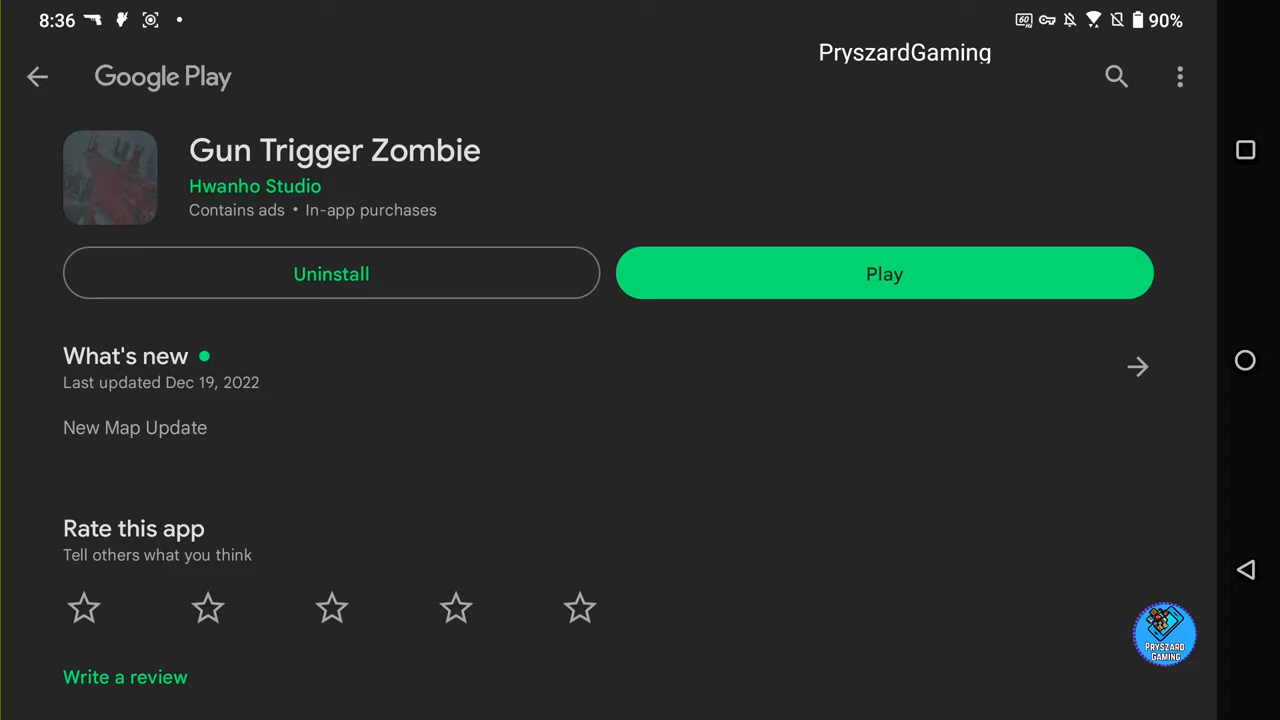 8:36
60
Hz
90%
PryszardGaming
Google Play
Gun Trigger Zombie
Hwanho Studio
Contains ads • In-app purchases
Uninstall
Play
What's new
Last updated Dec 19, 2022
New Map Update
Rate this app
Tell others what you think
PRYSZARD
GAMING
Write a review